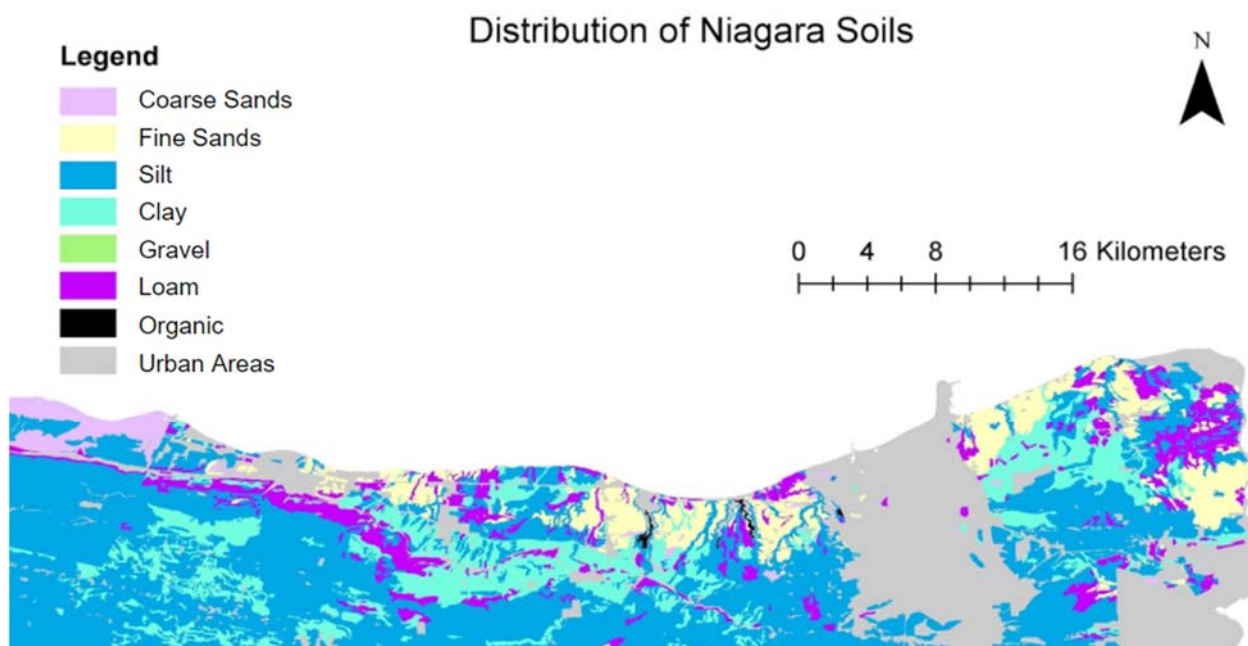 Distribution of Niagara Soils
Legend
Coarse Sands
Fine Sands
Silt
Clay
Gravel
Loam
Organic
Urban Areas
N
0 4 8 16 Kilometers